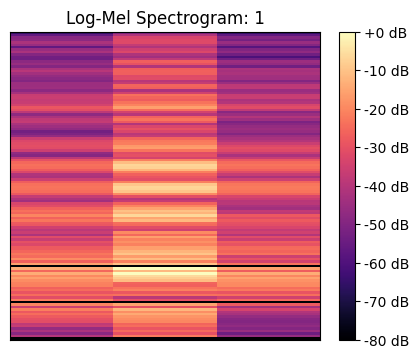 Log-Mel Spectrogram: 1
+0 dB
-10 dB
-20 dB
-30 dB
-40 dB
-50 dB
-60 dB
-70 dB
-80 dB